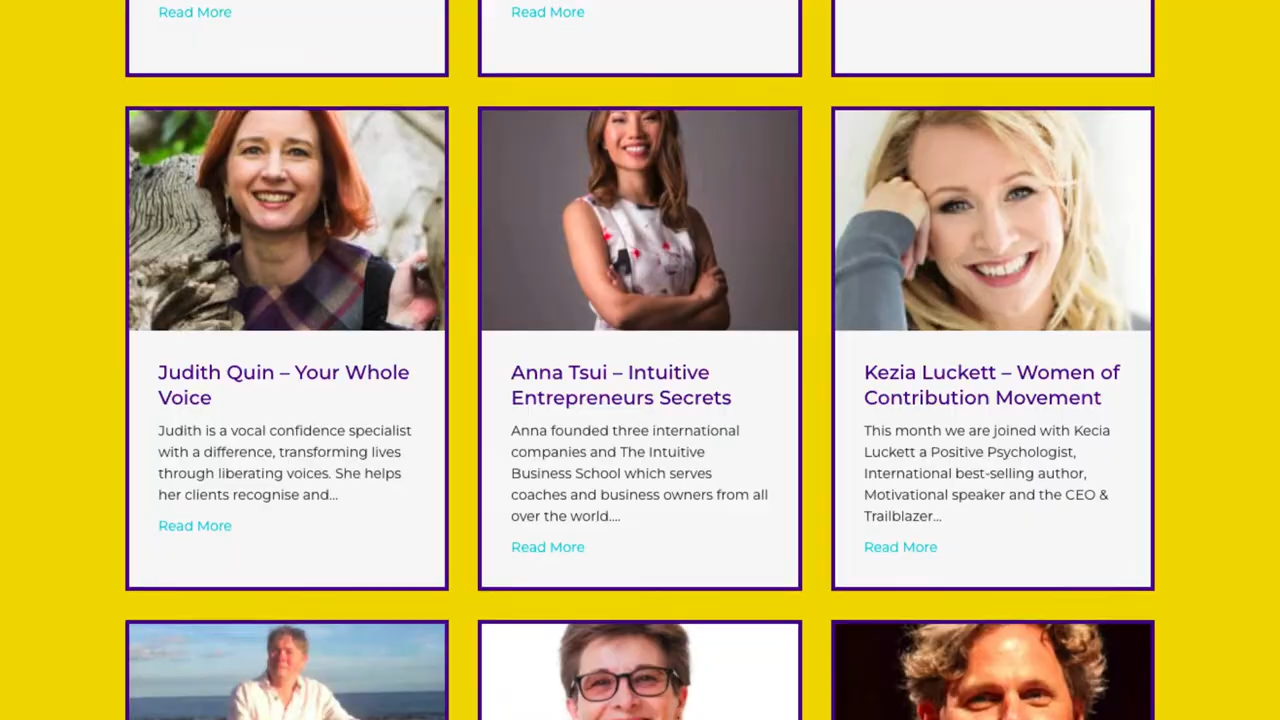 Read More
Read More
Judith Quin – Your Whole
Voice
Judith is a vocal confidence specialist
with a difference, transforming lives
through liberating voices. She helps
her clients recognise and...
Read More
Anna Tsui – Intuitive
Entrepreneurs Secrets
Anna founded three international
companies and The Intuitive
Business School which serves
coaches and business owners from all
over the world....
Read More
Kezia Luckett – Women of
Contribution Movement
This month we are joined with Kecia
Luckett a Positive Psychologist,
International best-selling author,
Motivational speaker and the CEO &
Trailblazer...
Read More